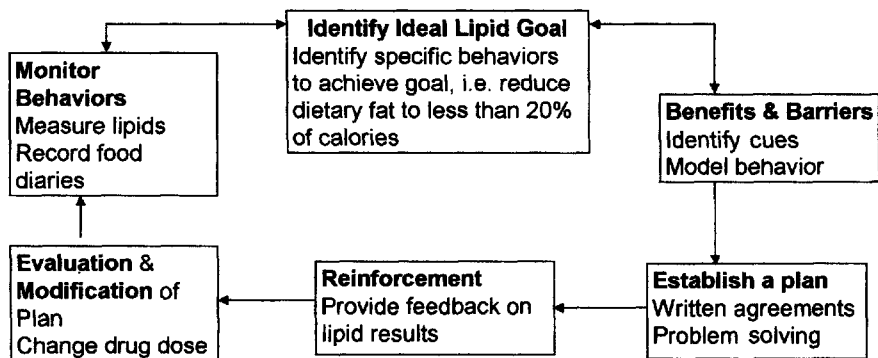 Identify Ideal Lipid Goal
Identify specific behaviors
to achieve goal, i.e. reduce
dietary fat to less than 20%
of calories
Monitor
Behaviors
Measure lipids
Record food
diaries
Benefits & Barriers
Identify cues
Model behavior
Evaluation &
Modification of
Plan
Change drug dose
Reinforcement
Provide feedback on
lipid results
Establish a plan
Written agreements
Problem solving